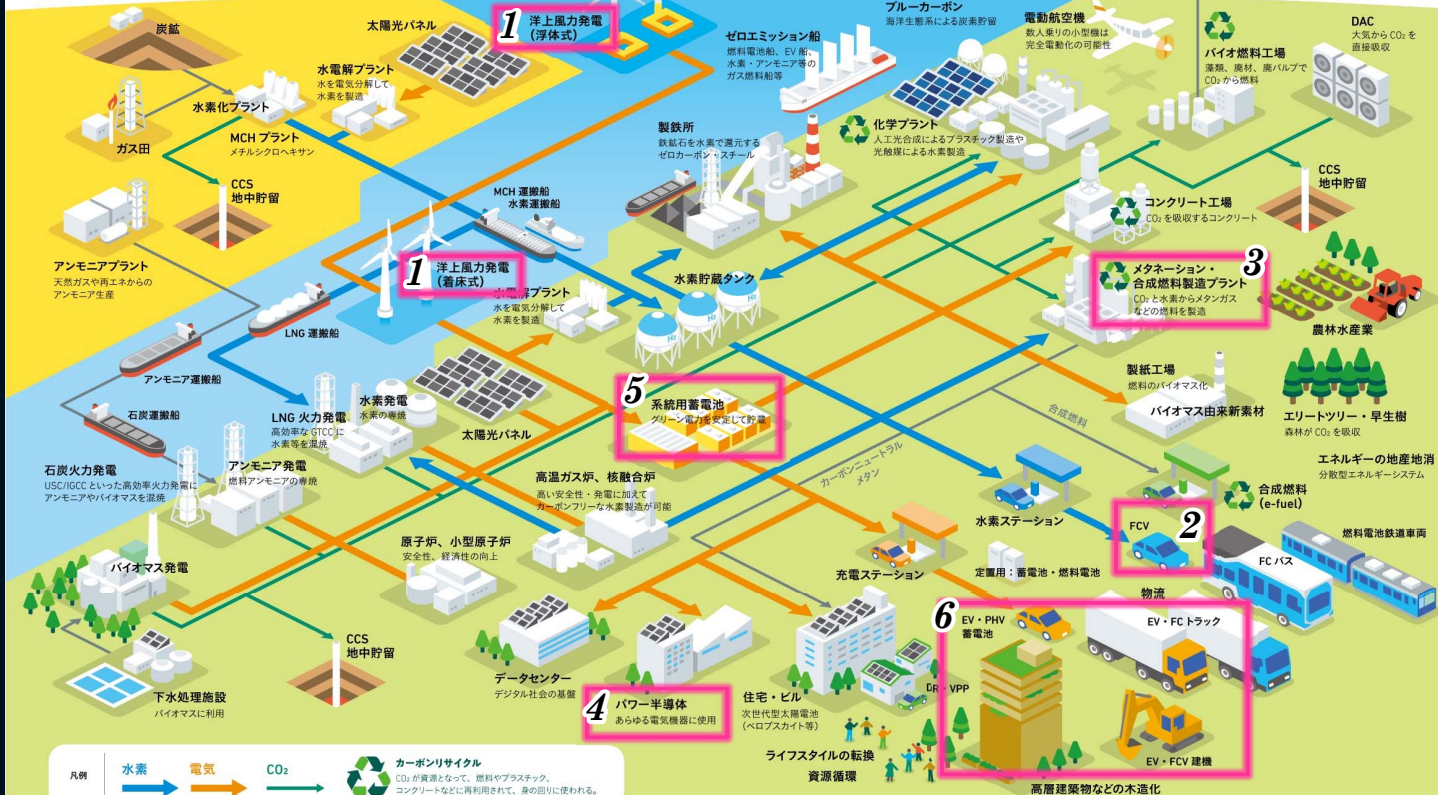 炭鉱
太陽光パネル
1
洋上風力発電
(浮体式)
ブルーカーボン
海洋生態系による炭素貯留
ゼロエミッション船
燃料電池船、EV船、
水素・アンモニア等の
ガス燃料船等
電動航空機
数人乗りの小型機は
完全電動化の可能性
バイオ燃料工場
藻類、廃材、廃パルプで
CO₂から燃料
DAC
大気からCO₂を
直接吸収
水電解プラント
水を電気分解して
水素を製造
水素化プラント
MCHプラント
メチルシクロヘキサン
ガス田
CCS
地中貯留
製鉄所
鉄鉱石を水素で還元する
ゼロカーボン・スチール
化学プラント
人工光合成によるプラスチック製造や
光触媒による水素製造
CCS
地中貯留
コンクリート工場
CO₂を吸収するコンクリート
MCH運搬船
水素運搬船
アンモニアプラント
天然ガスや再エネからの
アンモニア生産
1
洋上風力発電
(着床式)
水電解プラント
水を電気分解して
水素を製造
水素貯蔵タンク
H₂
H₂
H₂
3
メタネーション・
合成燃料製造プラント
CO₂と水素からメタンガス
などの燃料を製造
農林水産業
LNG運搬船
アンモニア運搬船
石炭運搬船
LNG火力発電
高効率なGTCCに
水素等を混焼
水素発電
水素の専焼
太陽光パネル
5
系統用蓄電池
グリーン電力を安定して貯蔵
製紙工場
燃料のバイオマス化
バイオマス由来新素材
エリートツリー・早生樹
森林がCO₂を吸収
合成燃料
カーボンニュートラル
メタン
石炭火力発電
USC/IGCCといった高効率火力発電に
アンモニアやバイオマスを混焼
アンモニア発電
燃料アンモニアの専焼
高温ガス炉、核融合炉
高い安全性・発電に加えて
カーボンフリーな水素製造が可能
エネルギーの地産地消
分散型エネルギーシステム
合成燃料
(e-fuel)
水素ステーション
FCV
2
燃料電池鉄道車両
FCバス
原子炉、小型原子炉
安全性、経済性の向上
バイオマス発電
充電ステーション
定置用:蓄電池・燃料電池
物流
6
EV・PHV
蓄電池
EV・FCトラック
CCS
地中貯留
データセンター
デジタル社会の基盤
下水処理施設
バイオマスに利用
4
パワー半導体
あらゆる電気機器に使用
住宅・ビル
次世代型太陽電池
(ペロブスカイト等)
DR・VPP
ライフスタイルの転換
資源循環
EV・FCV建機
高層建築物などの木造化
凡例
水素
電気
CO₂
カーボンリサイクル
CO₂が資源となって、燃料やプラスチック、
コンクリートなどに再利用されて、身の回りに使われる。